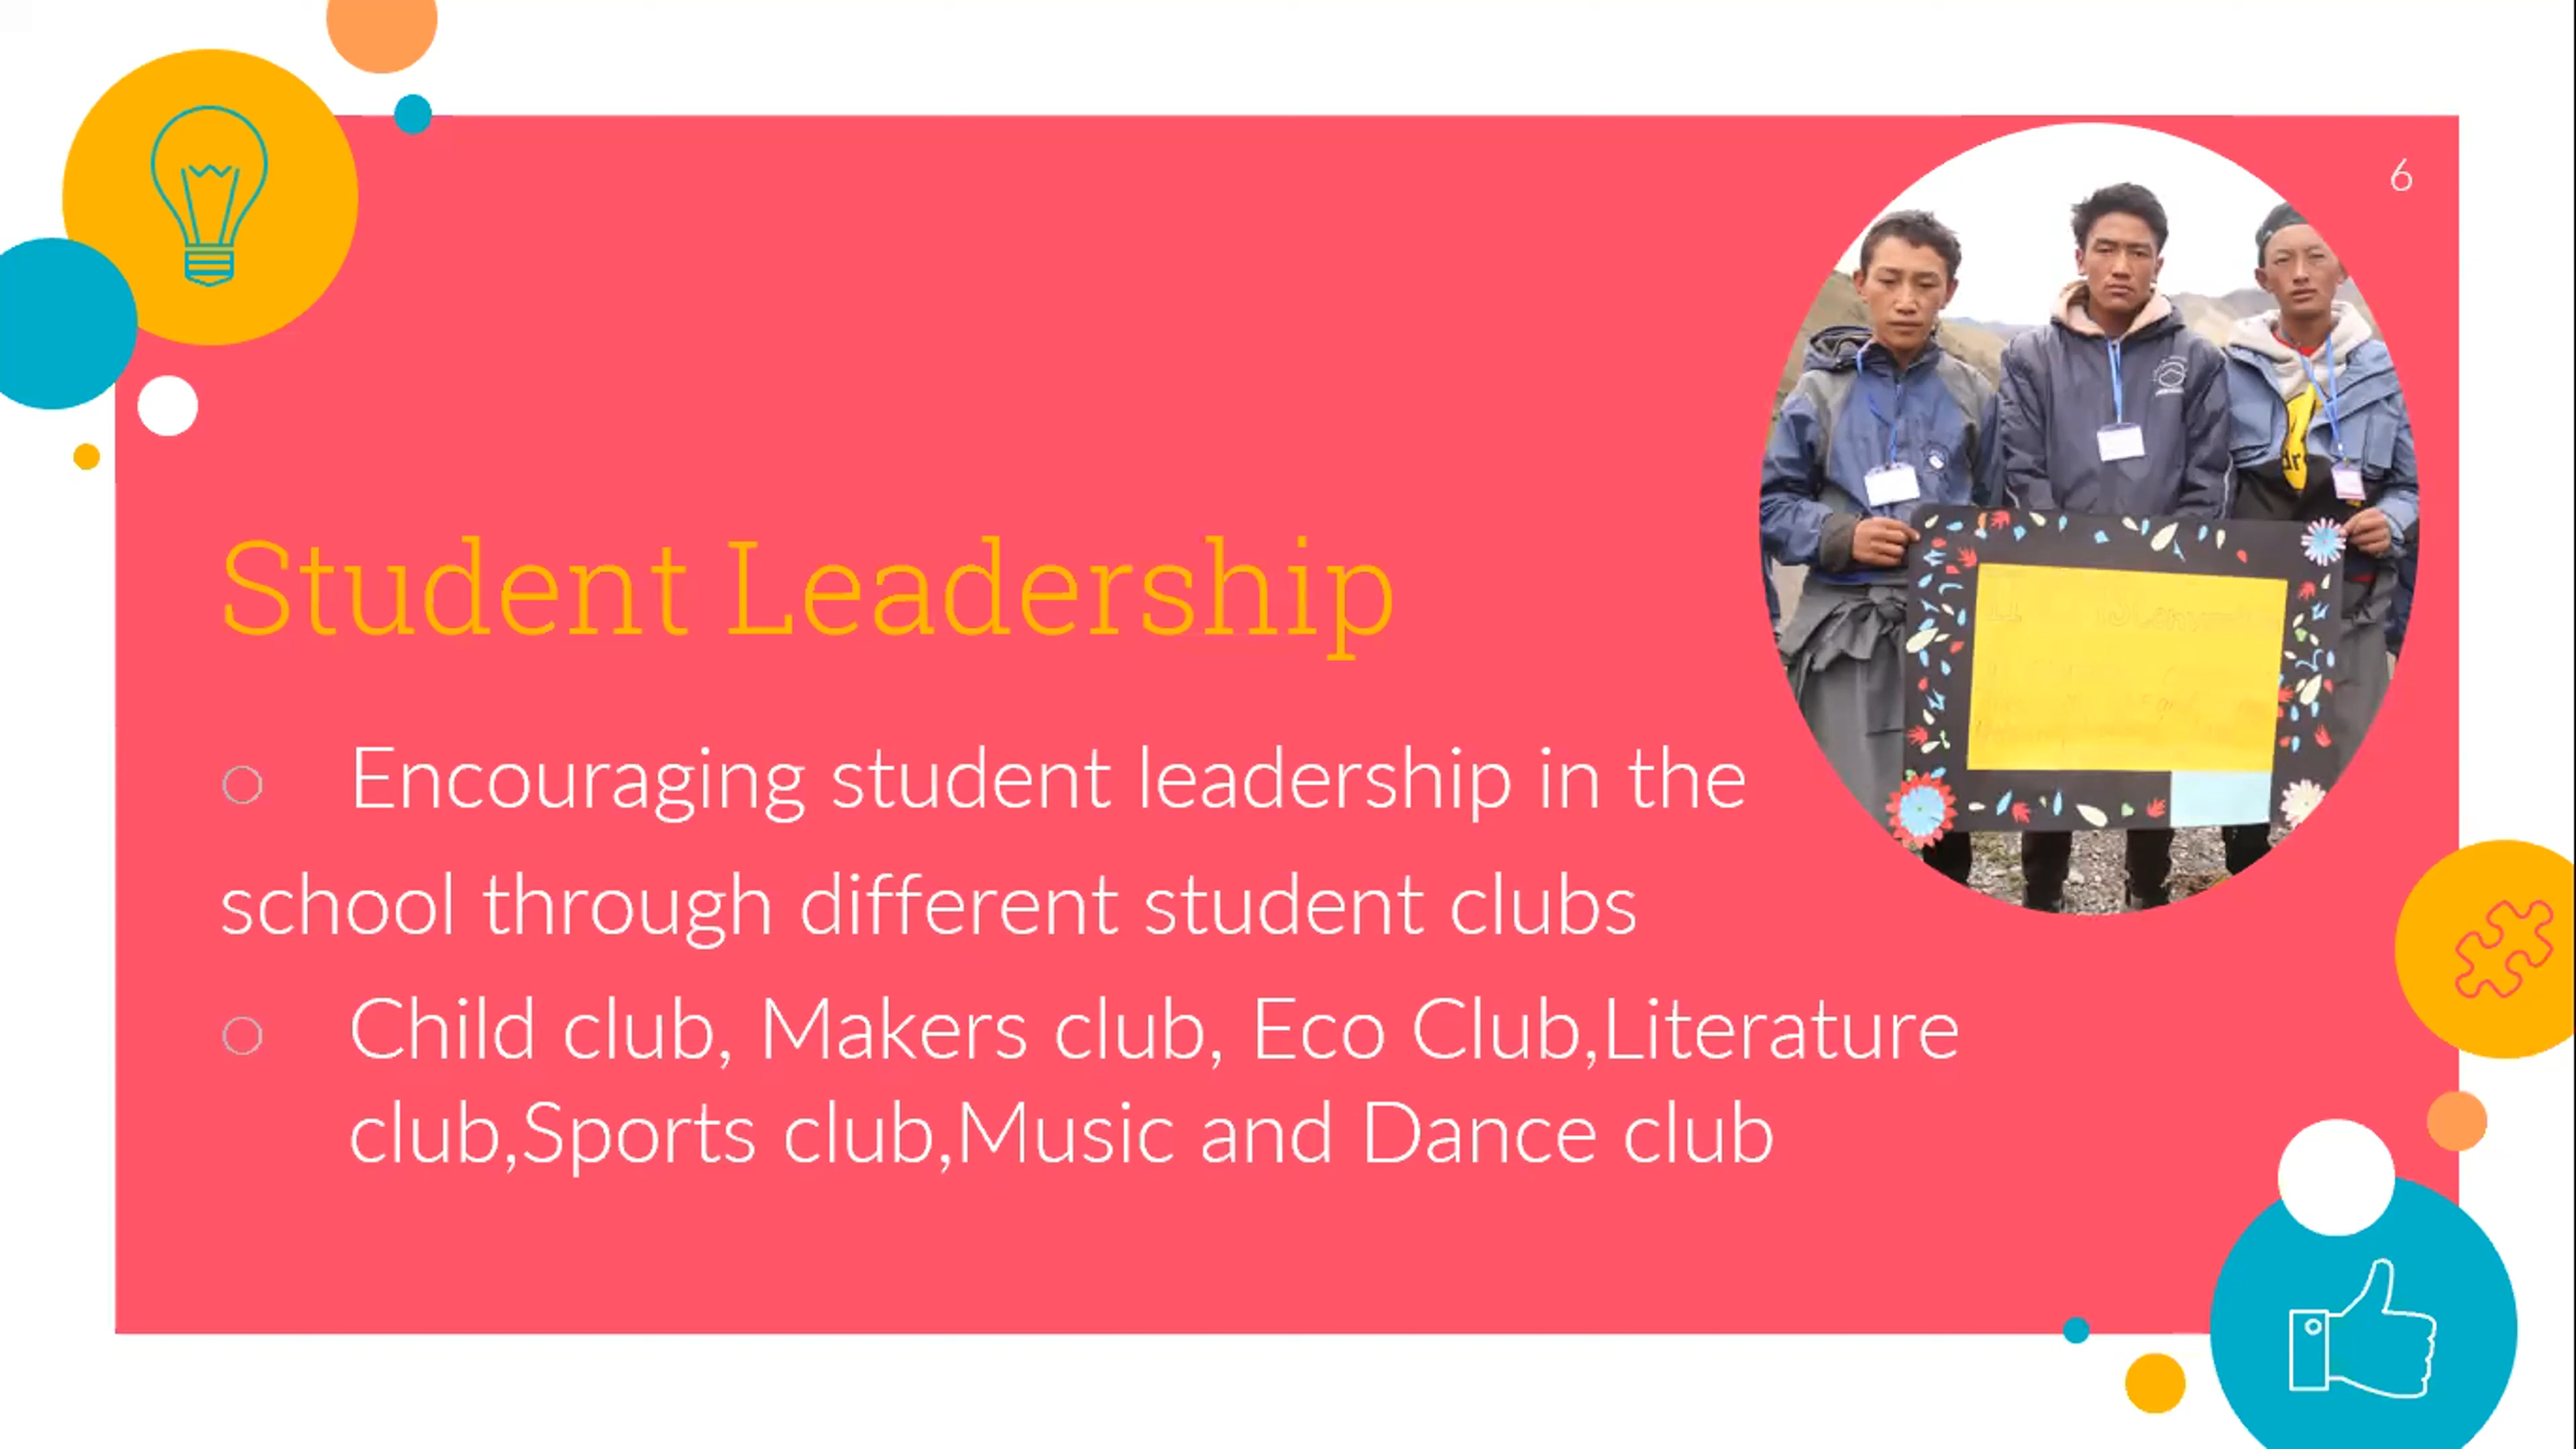 6
Student Leadership
Encouraging student leadership in the
school through different student clubs
Child club, Makers club, Eco Club,Literature
club,Sports club,Music and Dance club